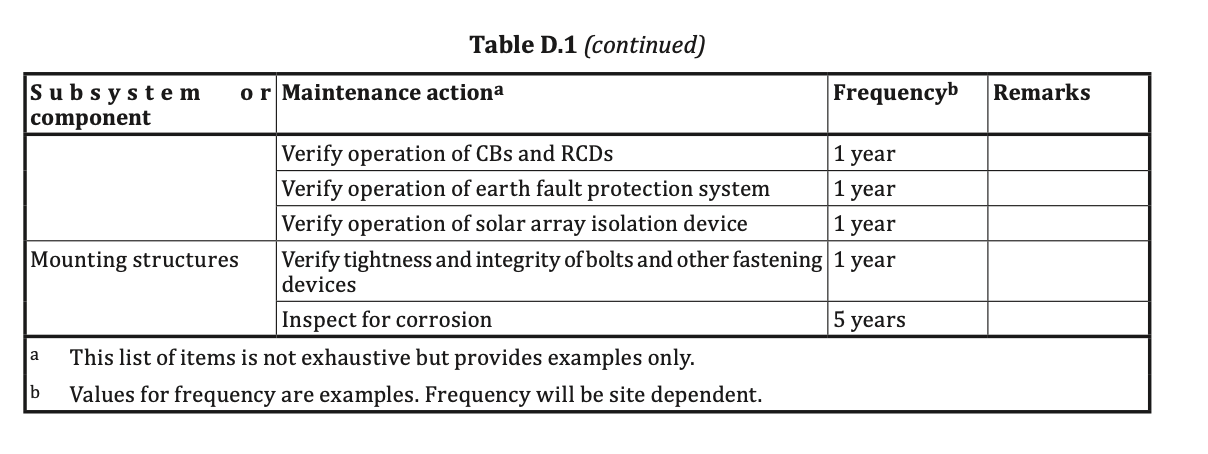 Table D.1 (continued)
Subsystem or component Maintenance actionᵃ Frequencyᵇ Remarks
Verify operation of CBs and RCDs 1 year
Verify operation of earth fault protection system 1 year
Verify operation of solar array isolation device 1 year
Mounting structures Verify tightness and integrity of bolts and other fastening devices 1 year
Inspect for corrosion 5 years
a This list of items is not exhaustive but provides examples only.
b Values for frequency are examples. Frequency will be site dependent.